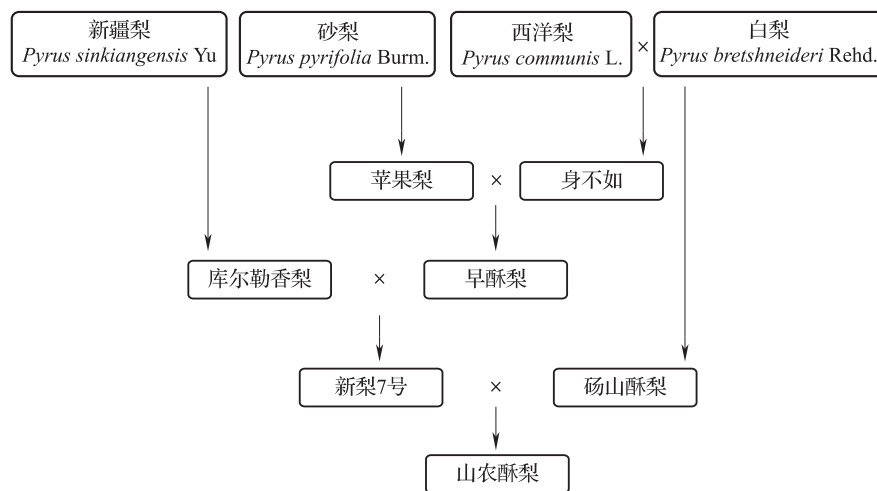 新疆梨
Pyrus sinkiangensis Yu
砂梨
Pyrus pyrifolia Burm.
西洋梨
Pyrus communis L.
×
白梨
Pyrus bretshneideri Rehd.
苹果梨
×
身不如
库尔勒香梨
×
早酥梨
新梨7号
×
砀山酥梨
山农酥梨